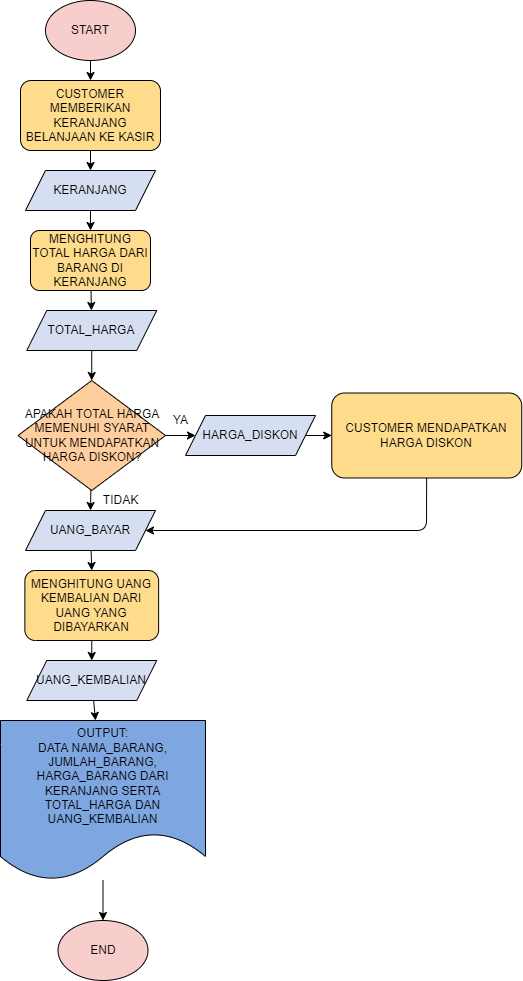 START
CUSTOMER
MEMBERIKAN
KERANJANG
BELANJAAN KE KASIR
KERANJANG
MENGHITUNG
TOTAL HARGA DARI
BARANG DI
KERANJANG
TOTAL_HARGA
APAKAH TOTAL HARGA
MEMENUHI SYARAT
UNTUK MENDAPATKAN
HARGA DISKON?
YA
HARGA_DISKON
CUSTOMER MENDAPATKAN
HARGA DISKON
TIDAK
UANG_BAYAR
MENGHITUNG UANG
KEMBALIAN DARI
UANG YANG
DIBAYARKAN
UANG_KEMBALIAN
OUTPUT:
DATA NAMA_BARANG,
JUMLAH_BARANG,
HARGA_BARANG DARI
KERANJANG SERTA
TOTAL_HARGA DAN
UANG_KEMBALIAN
END